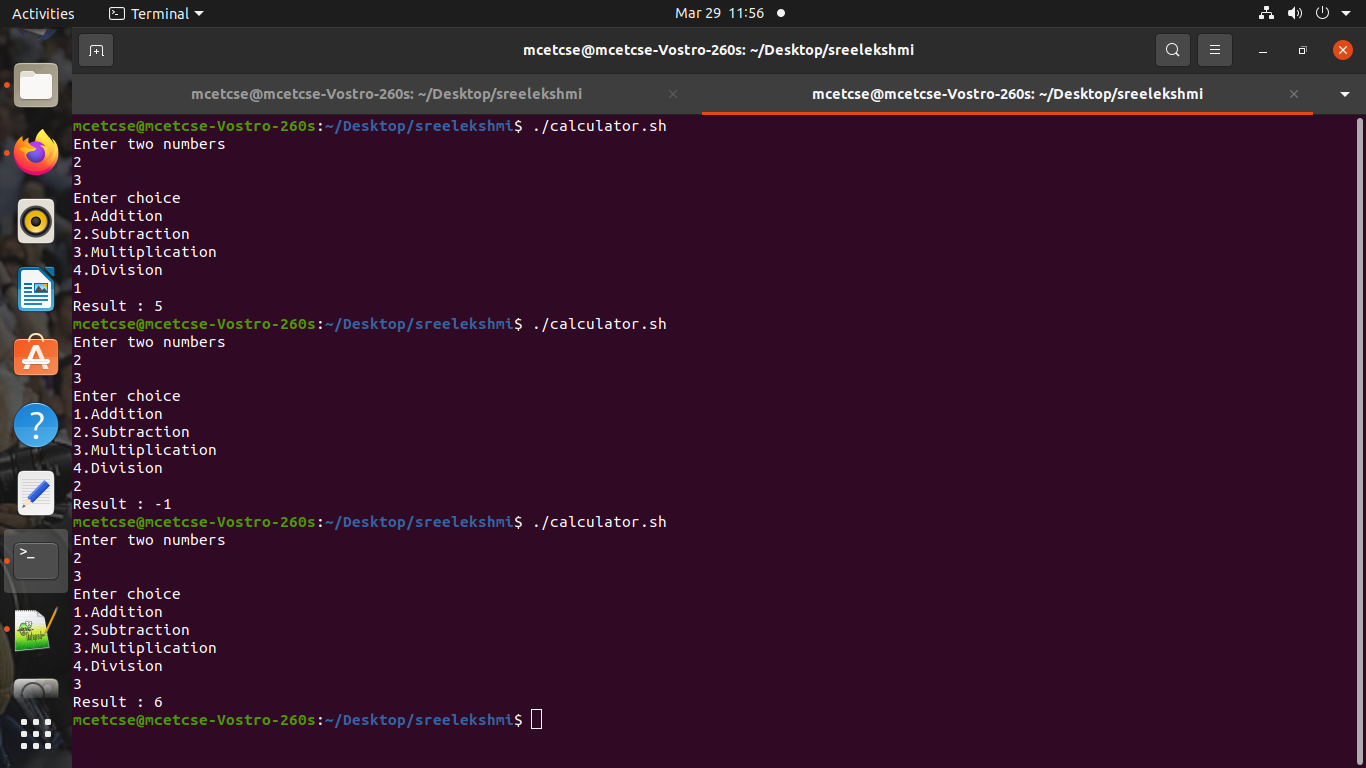 Activities
Terminal
Mar 29 11:56
mcetcse@mcetcse-Vostro-260s: ~/Desktop/sreelekshmi
mcetcse@mcetcse-Vostro-260s: ~/Desktop/sreelekshmi
mcetcse@mcetcse-Vostro-260s: ~/Desktop/sreelekshmi
mcetcse@mcetcse-Vostro-260s:~/Desktop/sreelekshmi$ ./calculator.sh
Enter two numbers
2
3
Enter choice
1.Addition
2.Subtraction
3.Multiplication
4.Division
1
Result : 5
mcetcse@mcetcse-Vostro-260s:~/Desktop/sreelekshmi$ ./calculator.sh
Enter two numbers
2
3
Enter choice
1.Addition
2.Subtraction
3.Multiplication
4.Division
2
Result : -1
mcetcse@mcetcse-Vostro-260s:~/Desktop/sreelekshmi$ ./calculator.sh
Enter two numbers
2
3
Enter choice
1.Addition
2.Subtraction
3.Multiplication
4.Division
3
Result : 6
mcetcse@mcetcse-Vostro-260s:~/Desktop/sreelekshmi$